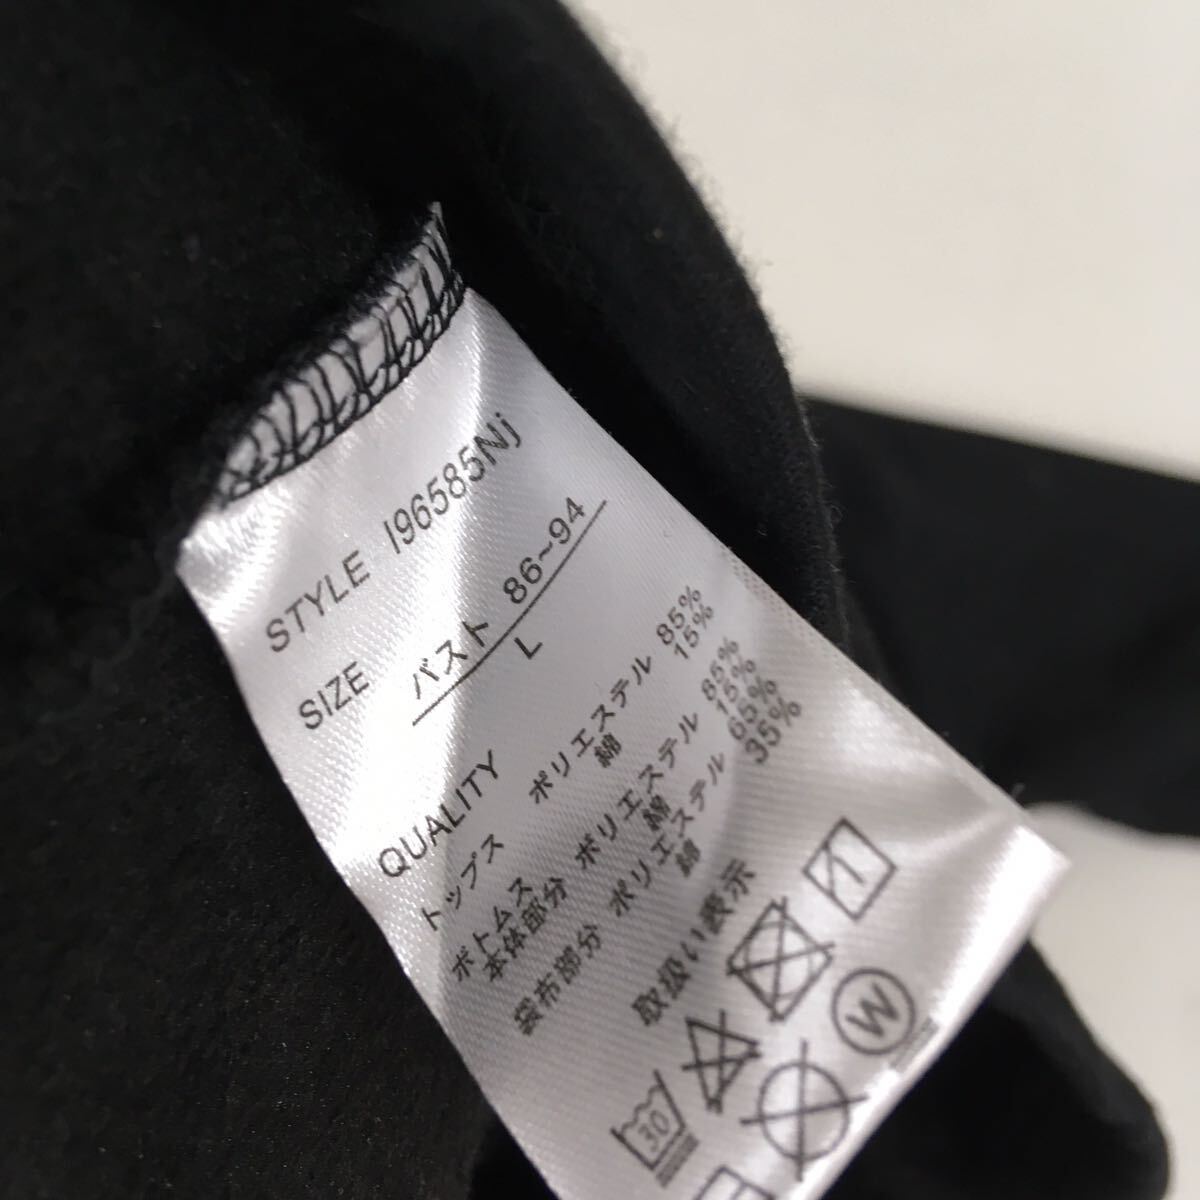 STYLE I96585Nj
SIZE バスト 86~94
L
QUALITY
トップス ポリエステル 85%
綿 15%
ボトムス
本体部分 ポリエステル 85%
綿 15%
袋布部分 ポリエステル 65%
綿 35%
取扱い表示
30
W